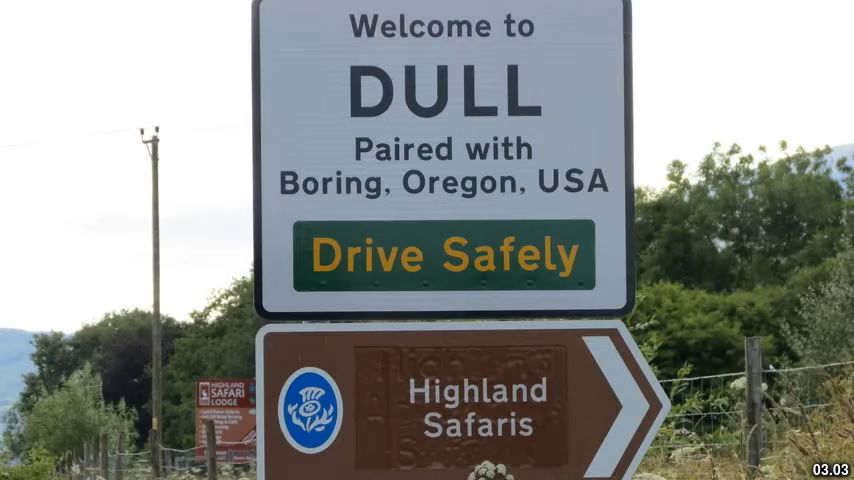 Welcome to
DULL
Paired with
Boring, Oregon, USA
Drive Safely
Highland
Safaris
HIGHLAND
SAFARI
LODGE
03.03